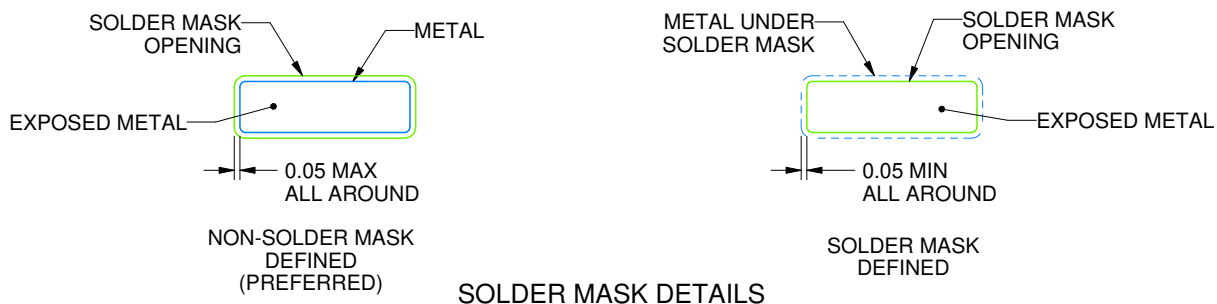 SOLDER MASK
OPENING
METAL
EXPOSED METAL
0.05 MAX
ALL AROUND
NON-SOLDER MASK
DEFINED
(PREFERRED)
METAL UNDER
SOLDER MASK
SOLDER MASK
OPENING
EXPOSED METAL
0.05 MIN
ALL AROUND
SOLDER MASK
DEFINED
SOLDER MASK DETAILS